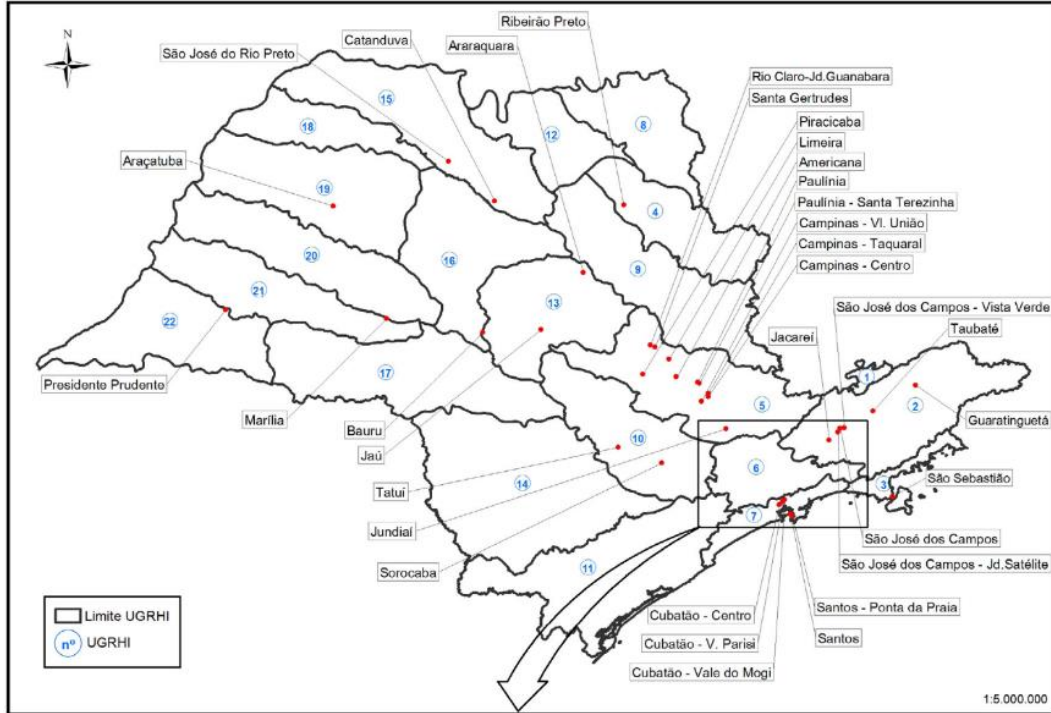 N
Ribeirão Preto
Catanduva
Araraquara
São José do Rio Preto
Rio Claro-Jd.Guanabara
Santa Gertrudes
Piracicaba
Limeira
Americana
Paulínia
Paulínia - Santa Terezinha
Campinas - Vl. União
Campinas - Taquaral
Campinas - Centro
São José dos Campos - Vista Verde
Taubaté
Jacareí
Araçatuba
15
18
12
8
19
4
20
16
9
21
13
22
17
5
1
2
10
6
14
3
7
11
Presidente Prudente
Marília
Bauru
Jaú
Tatuí
Jundiaí
Sorocaba
Guaratinguetá
São Sebastião
São José dos Campos
São José dos Campos - Jd.Satélite
Cubatão - Centro
Santos - Ponta da Praia
Cubatão - V. Parisi
Santos
Cubatão - Vale do Mogi
Limite UGRHI
nº UGRHI
1:5.000.000